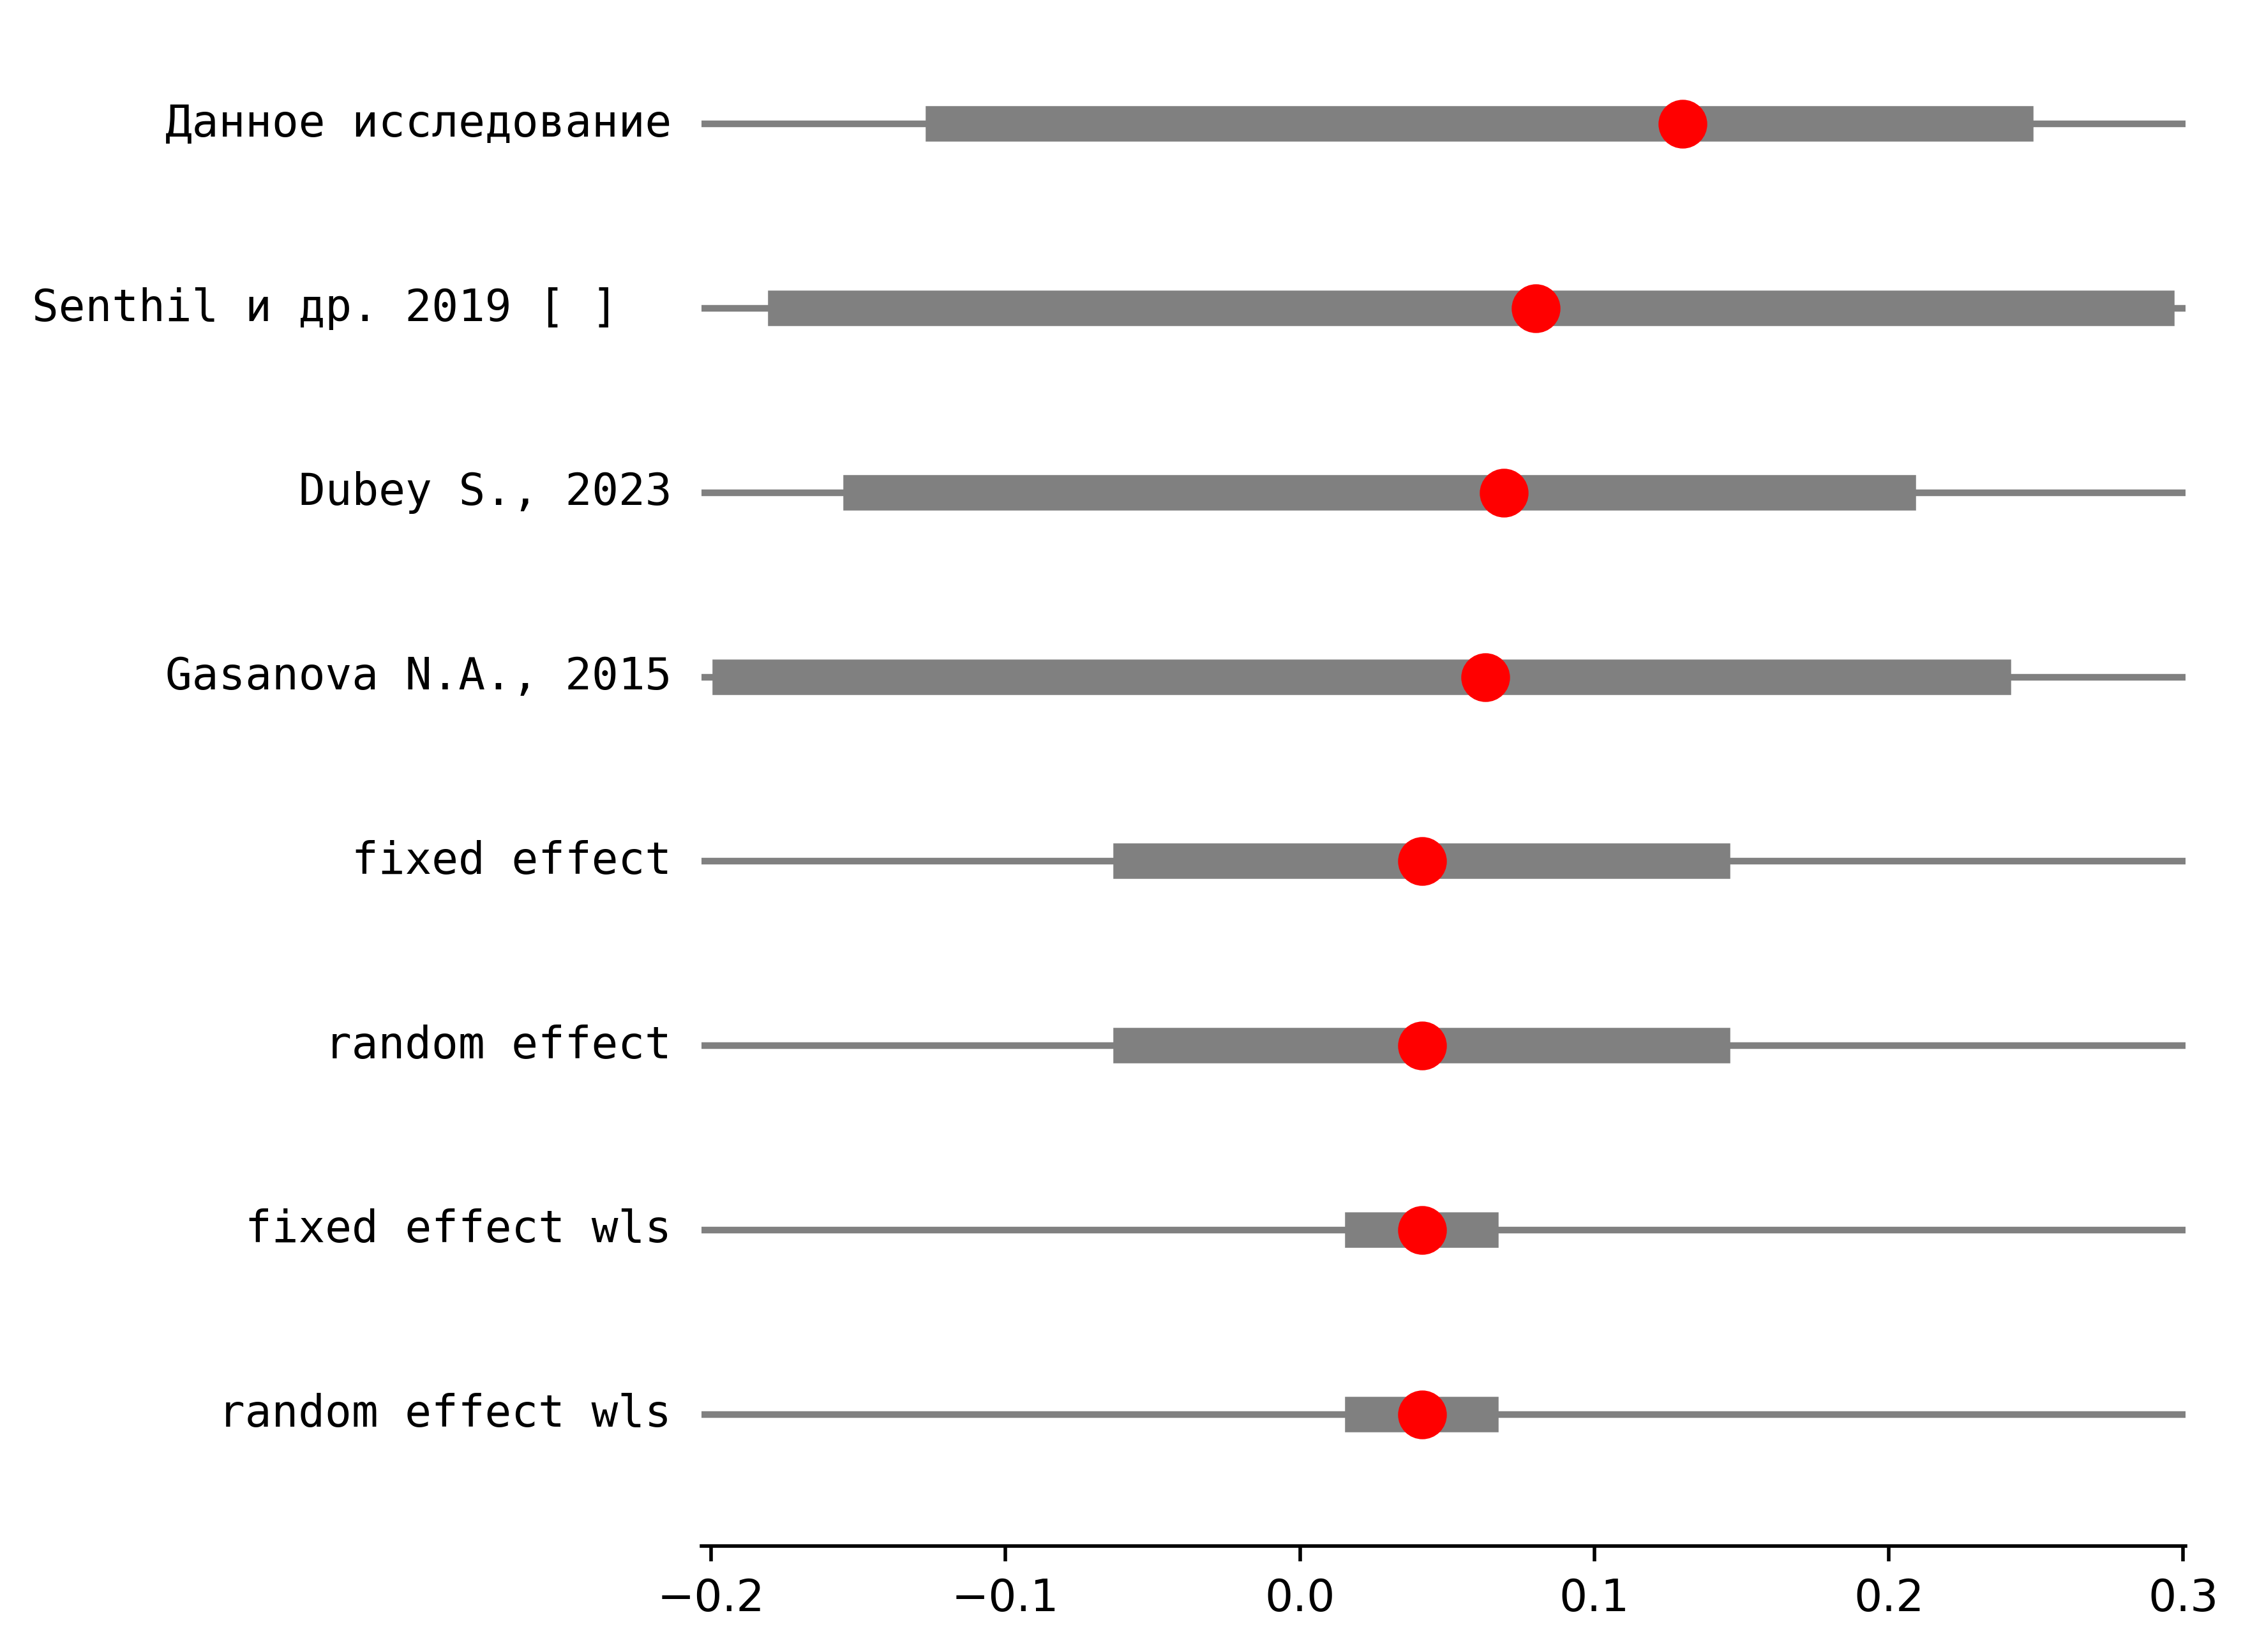 Данное исследование
Senthil и др. 2019 [ ]
Dubey S., 2023
Gasanova N.A., 2015
fixed effect
random effect
fixed effect wls
random effect wls
−0.2 −0.1 0.0 0.1 0.2 0.3